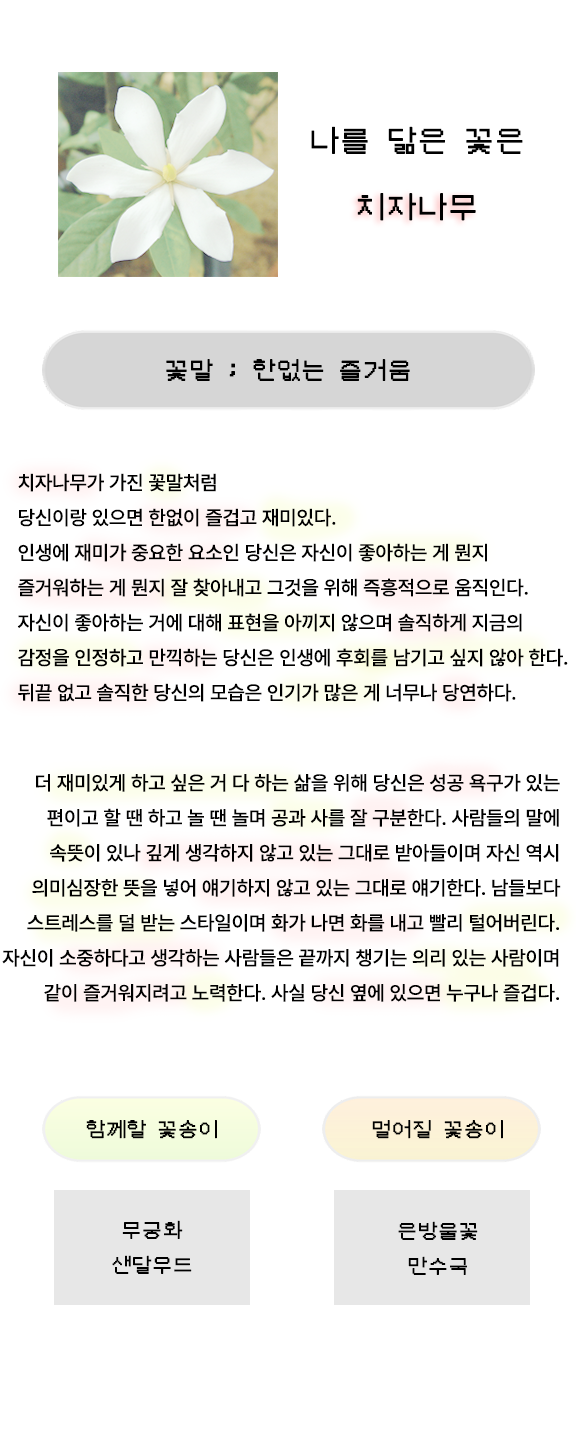 나를 닮은 꽃은
치자나무
꽃말 ; 한없는 즐거움
치자나무가 가진 꽃말처럼
당신이랑 있으면 한없이 즐겁고 재미있다.
인생에 재미가 중요한 요소인 당신은 자신이 좋아하는 게 뭔지
즐거워하는 게 뭔지 잘 찾아내고 그것을 위해 즉흥적으로 움직인다.
자신이 좋아하는 거에 대해 표현을 아끼지 않으며 솔직하게 지금의
감정을 인정하고 만끽하는 당신은 인생에 후회를 남기고 싶지 않아 한다.
뒤끝 없고 솔직한 당신의 모습은 인기가 많은 게 너무나 당연하다.
더 재미있게 하고 싶은 거 다 하는 삶을 위해 당신은 성공 욕구가 있는
편이고 할 땐 하고 놀 땐 놀며 공과 사를 잘 구분한다. 사람들의 말에
속뜻이 있나 깊게 생각하지 않고 있는 그대로 받아들이며 자신 역시
의미심장한 뜻을 넣어 얘기하지 않고 있는 그대로 얘기한다. 남들보다
스트레스를 덜 받는 스타일이며 화가 나면 화를 내고 빨리 털어버린다.
자신이 소중하다고 생각하는 사람들은 끝까지 챙기는 의리 있는 사람이며
같이 즐거워지려고 노력한다. 사실 당신 옆에 있으면 누구나 즐겁다.
함께할 꽃송이
무궁화
샌달우드
멀어질 꽃송이
은방울꽃
만수국